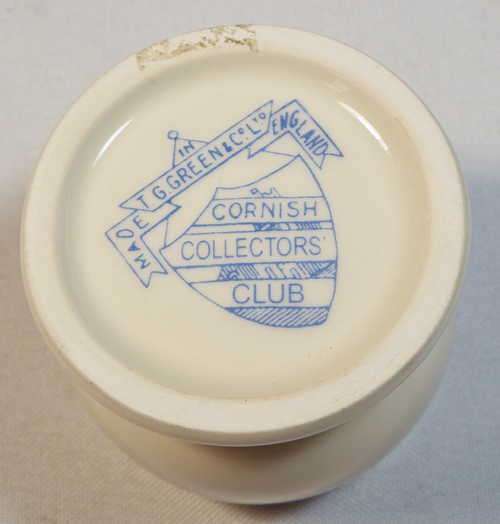 MADE IN ENGLAND
T.G.GREEN & Co. LTD
CORNISH
COLLECTORS'
CLUB